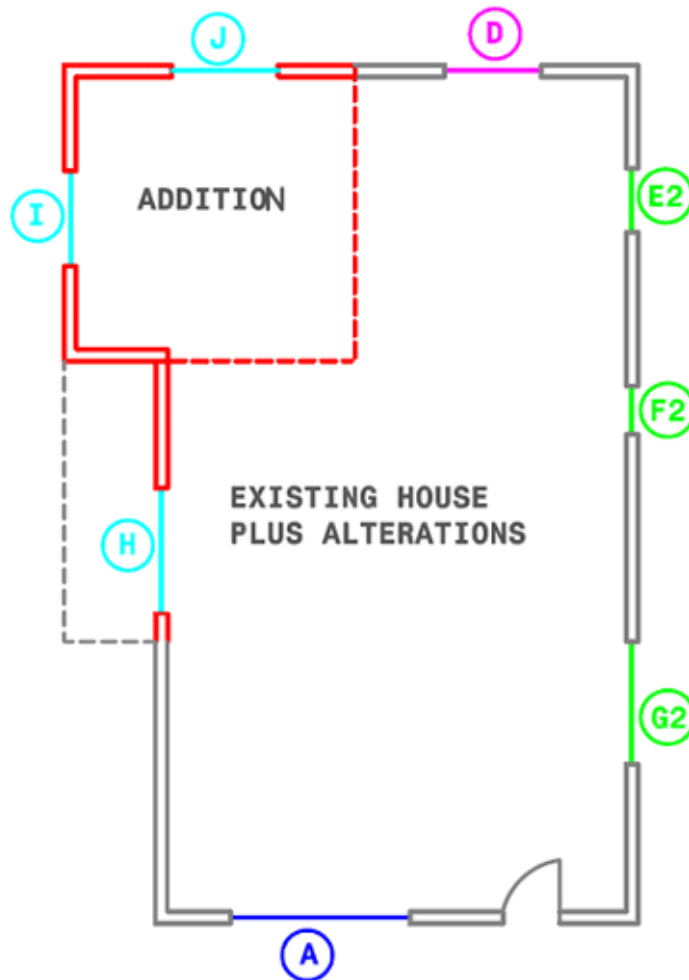 J
D
I
ADDITION
E2
F2
EXISTING HOUSE
PLUS ALTERATIONS
H
G2
A